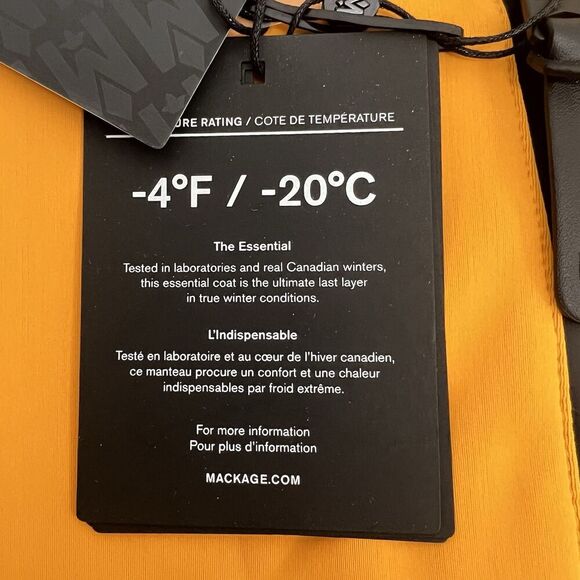 RATING / COTE DE TEMPÉRATURE
-4°F / -20°C
The Essential
Tested in laboratories and real Canadian winters,
this essential coat is the ultimate last layer
in true winter conditions.
L'Indispensable
Testé en laboratoire et au cœur de l'hiver canadien,
ce manteau procure un confort et une chaleur
indispensables par froid extrême.
For more information
Pour plus d'information
MACKAGE.COM